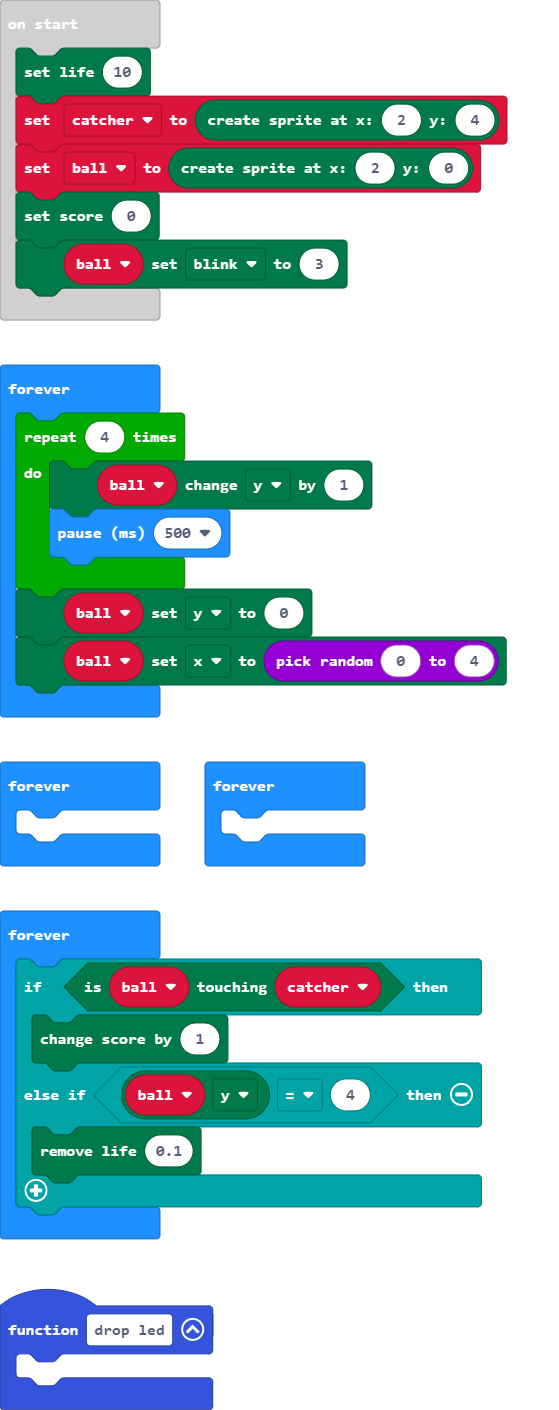 on start
set life 10
set catcher to create sprite at x: 2 y: 4
set ball to create sprite at x: 2 y: 0
set score 0
ball set blink to 3
forever
repeat 4 times
do ball change y by 1
pause (ms) 500
ball set y to 0
ball set x to pick random 0 to 4
forever forever
forever
if is ball touching catcher then
change score by 1
else if ball y = 4 then
remove life 0.1
function drop led